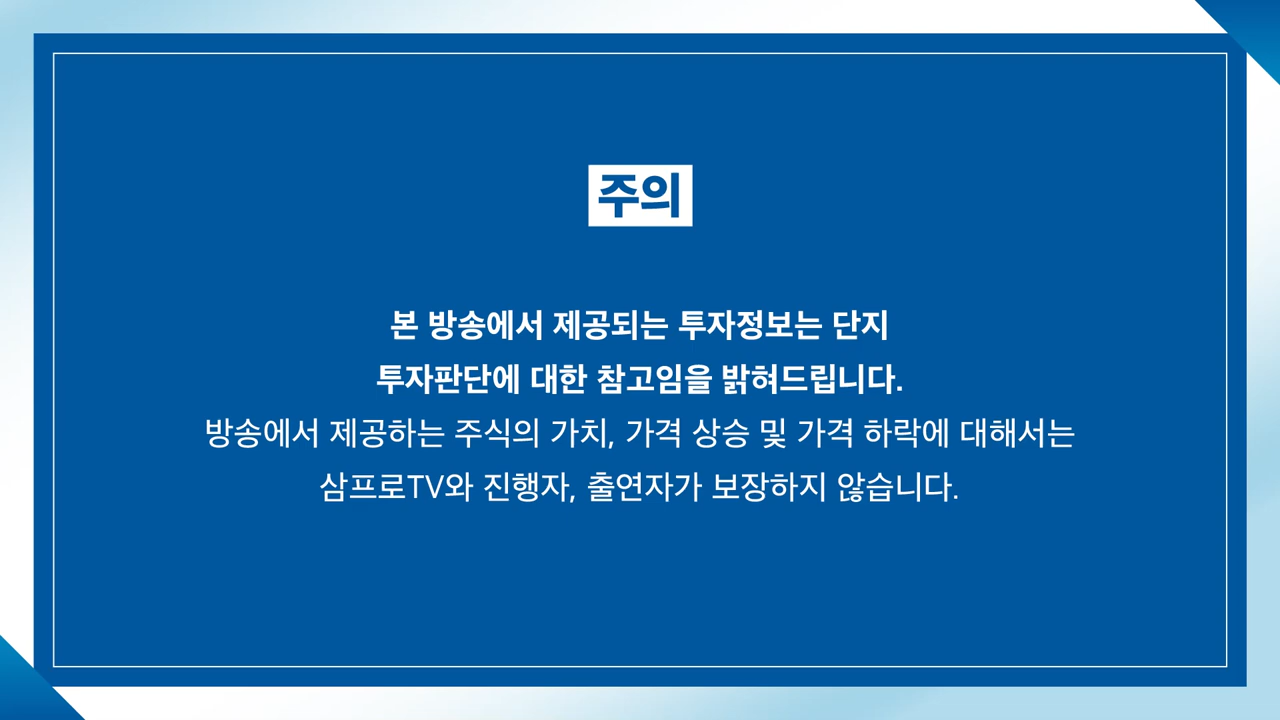 주의
본 방송에서 제공되는 투자정보는 단지
투자판단에 대한 참고임을 밝혀드립니다.
방송에서 제공하는 주식의 가치, 가격 상승 및 가격 하락에 대해서는
삼프로TV와 진행자, 출연자가 보장하지 않습니다.